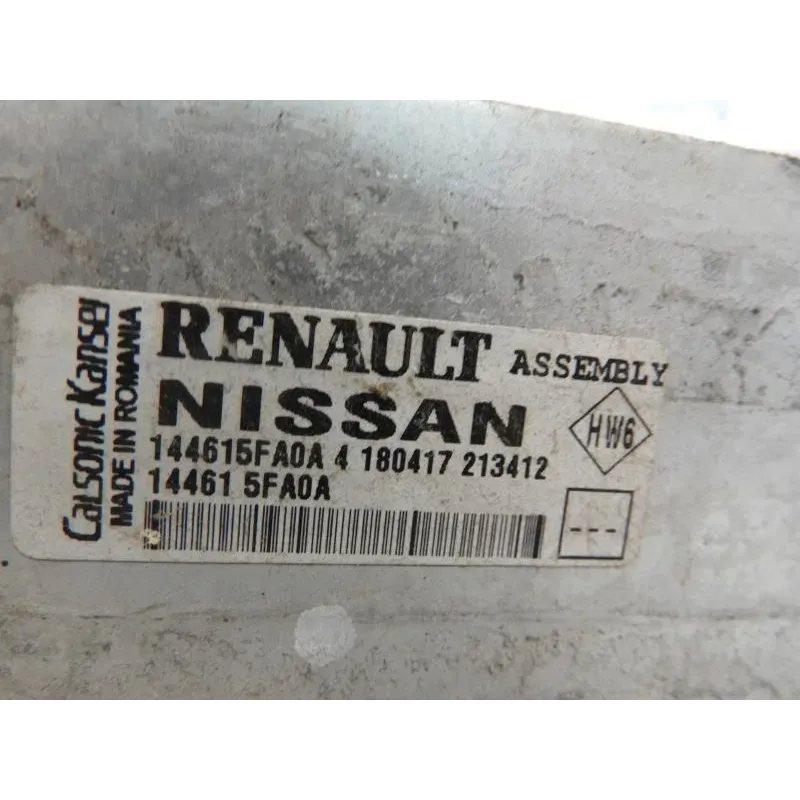 Calsonic Kansei
MADE IN ROMANIA
RENAULT ASSEMBLY
NISSAN
HW6
144615FA0A 4 180417 213412
14461 5FA0A
---